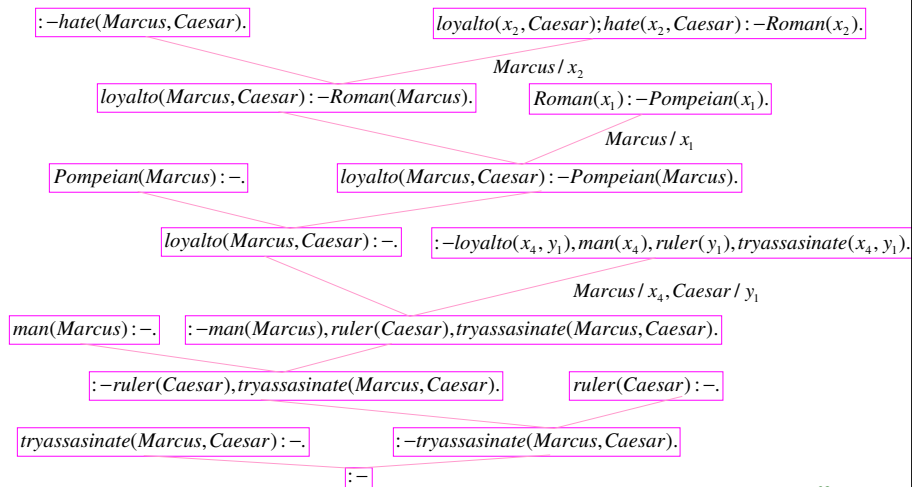 :−hate(Marcus,Caesar). loyalto(x₂,Caesar);hate(x₂,Caesar):−Roman(x₂).
Marcus / x₂
loyalto(Marcus,Caesar):−Roman(Marcus). Roman(x₁):−Pompeian(x₁).
Marcus / x₁
Pompeian(Marcus):−. loyalto(Marcus,Caesar):−Pompeian(Marcus).
loyalto(Marcus,Caesar):−. :−loyalto(x₄, y₁),man(x₄),ruler(y₁),tryassasinate(x₄, y₁).
Marcus / x₄,Caesar / y₁
man(Marcus):−. :−man(Marcus),ruler(Caesar),tryassasinate(Marcus,Caesar).
:−ruler(Caesar),tryassasinate(Marcus,Caesar). ruler(Caesar):−.
tryassasinate(Marcus,Caesar):−. :−tryassasinate(Marcus,Caesar).
:−